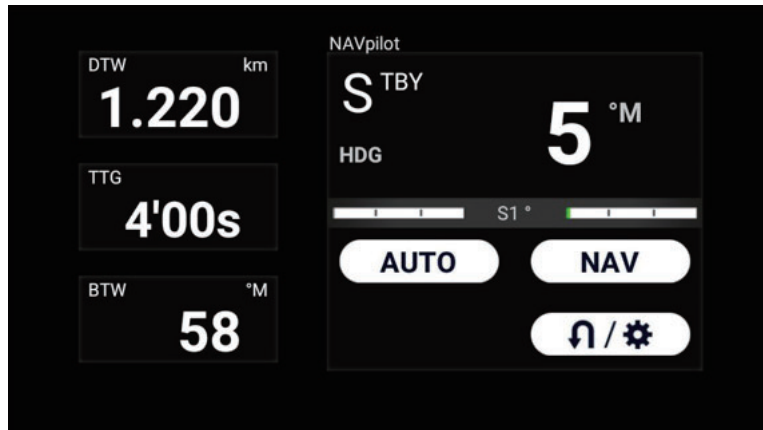 DTW km
1.220
TTG
4'00s
BTW °M
58
NAVpilot
S TBY
5 °M
HDG
S1 °
AUTO NAV
/